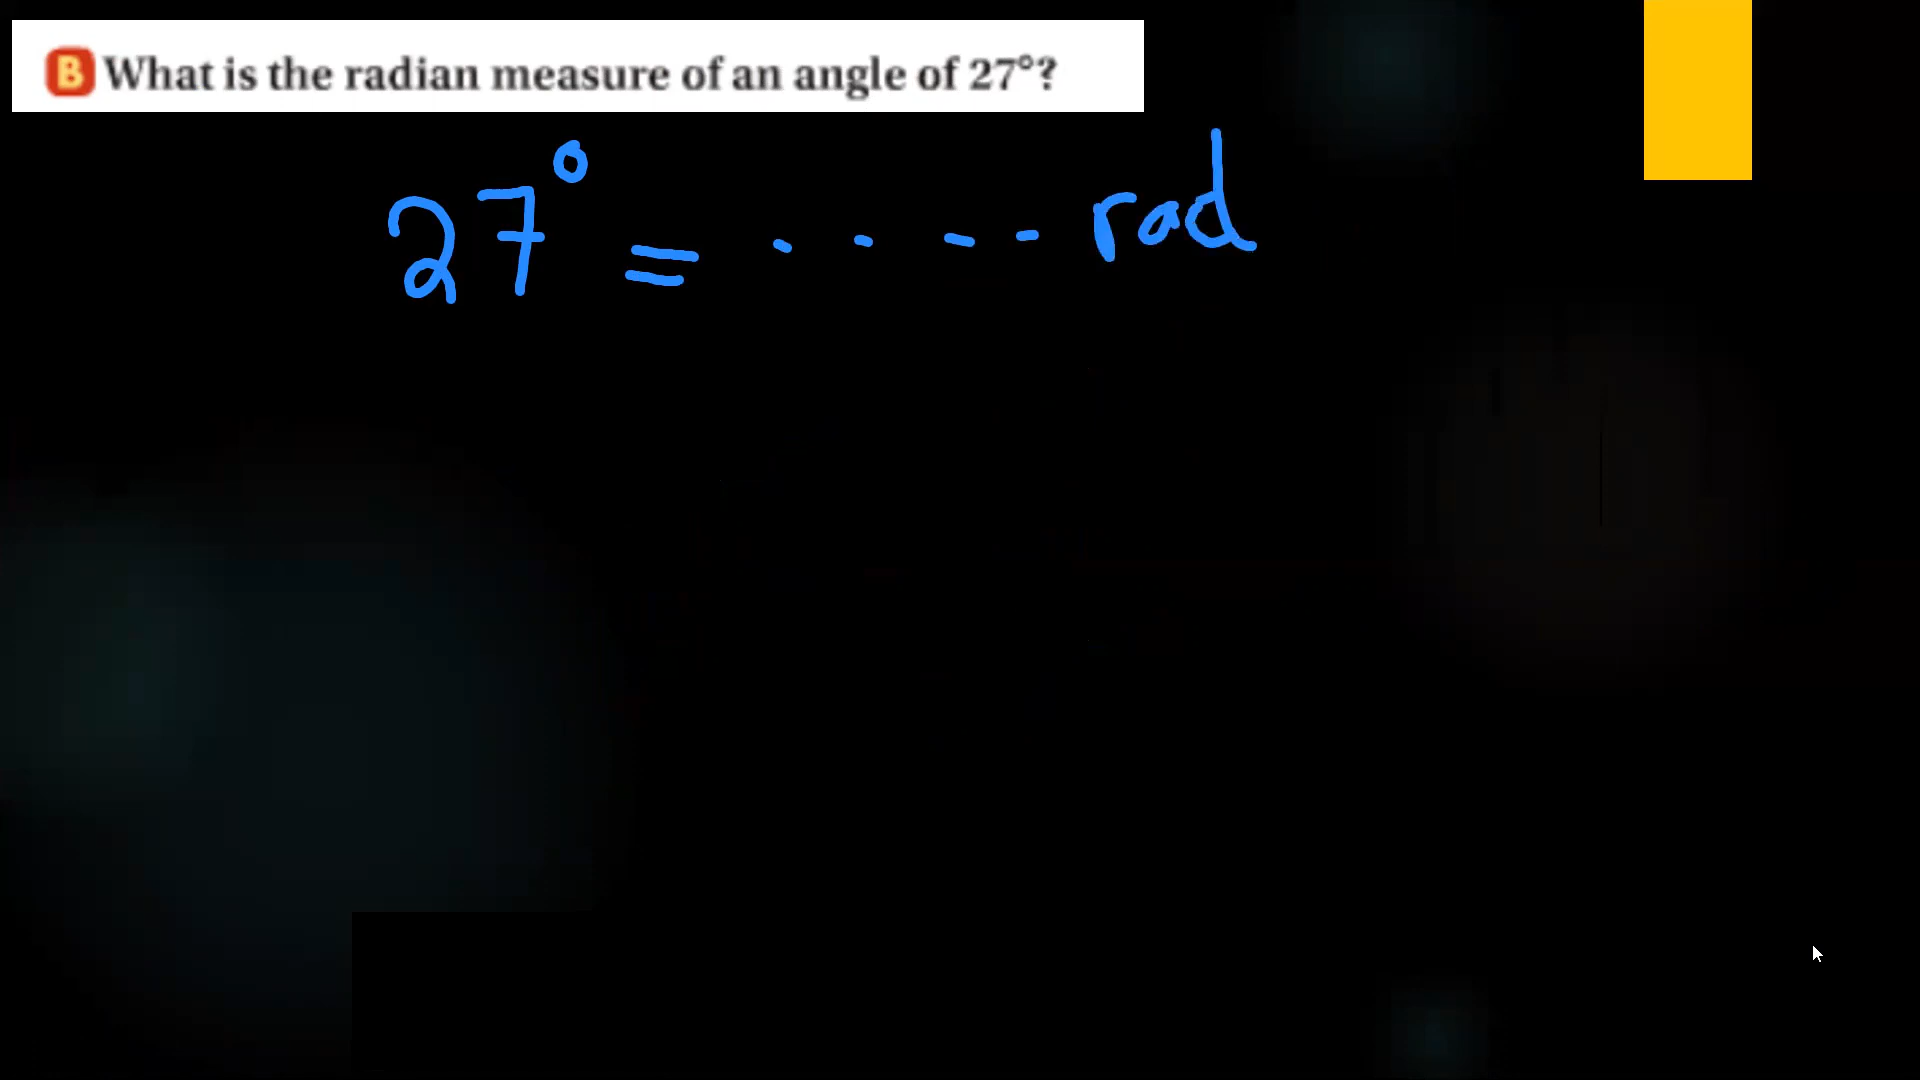 B What is the radian measure of an angle of 27°?
27° = - - - - rad